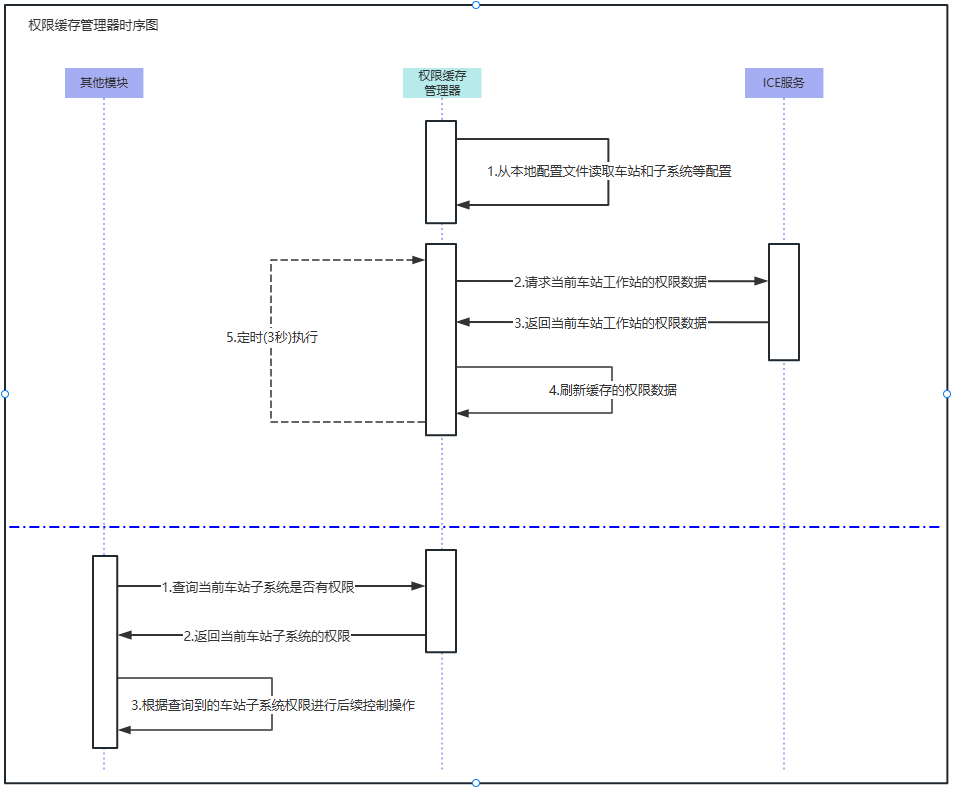 权限缓存管理器时序图
其他模块
权限缓存
管理器
ICE服务
1.从本地配置文件读取车站和子系统等配置
2.请求当前车站工作站的权限数据
3.返回当前车站工作站的权限数据
5.定时(3秒)执行
4.刷新缓存的权限数据
1.查询当前车站子系统是否有权限
2.返回当前车站子系统的权限
3.根据查询到的车站子系统权限进行后续控制操作